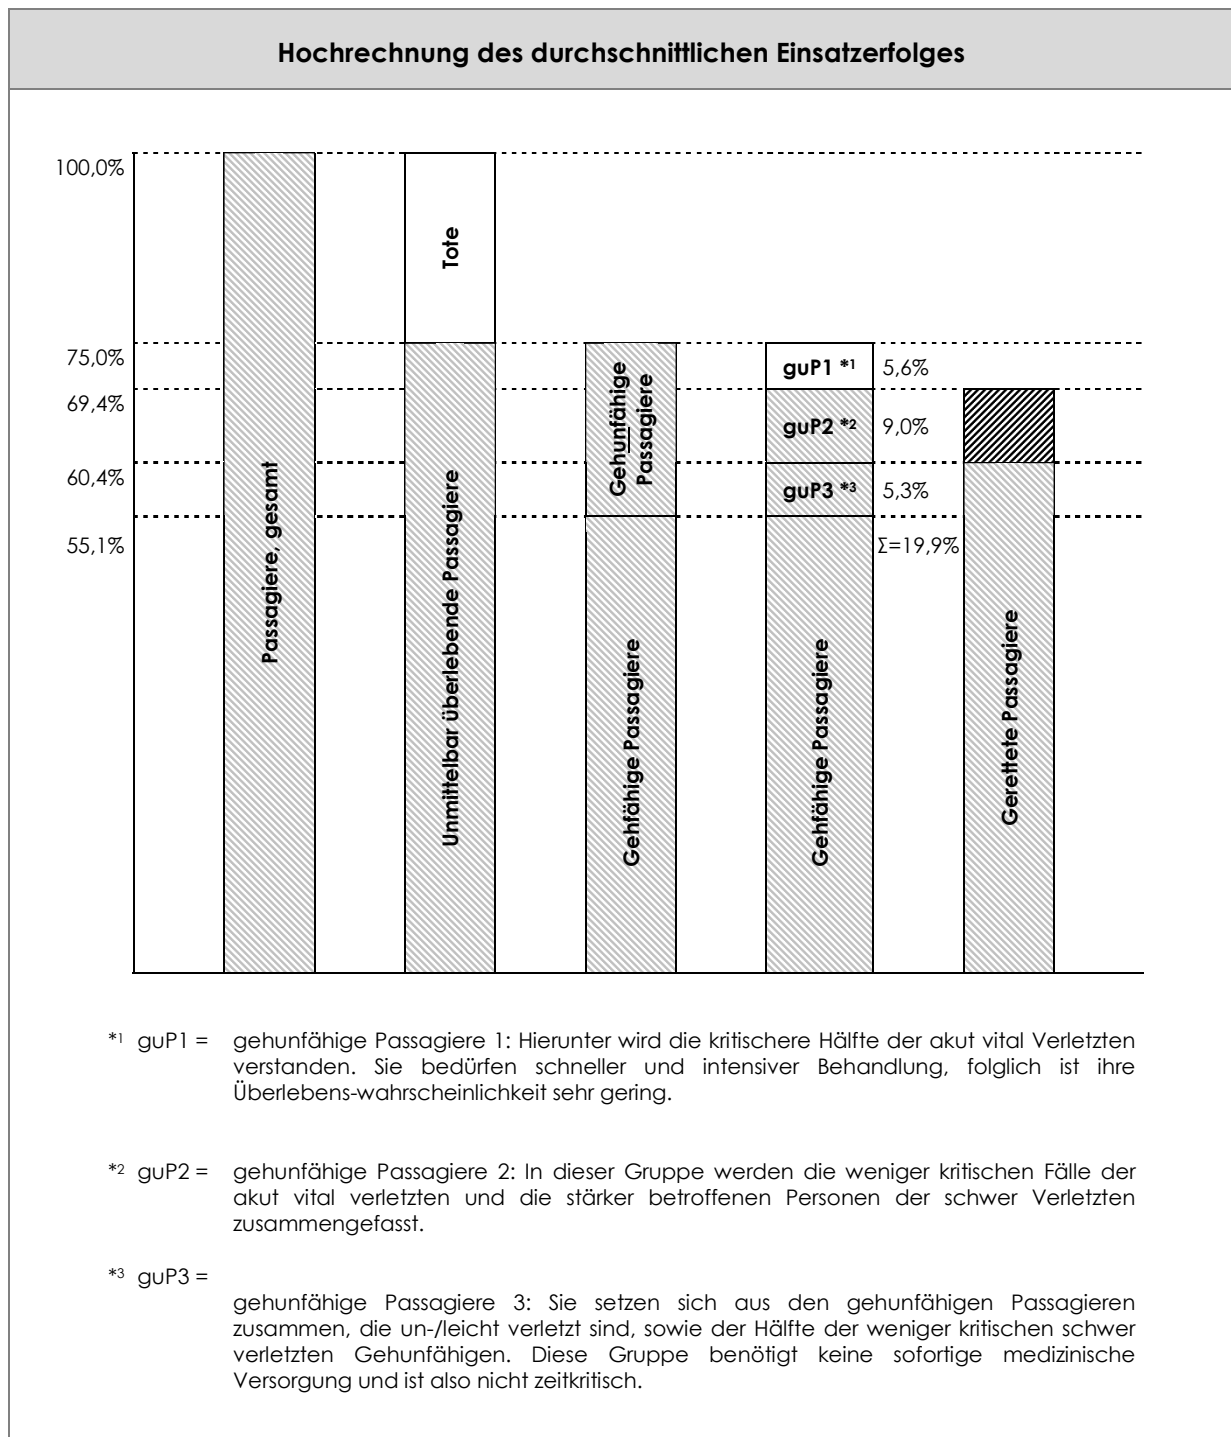 Hochrechnung des durchschnittlichen Einsatzerfolges
100,0%
75,0%
69,4%
60,4%
55,1%
Passagiere, gesamt
Tote
Unmittelbar überlebende Passagiere
Gehunfähige
Passagiere
Gehfähige Passagiere
guP1 *1
5,6%
guP2 *2
9,0%
guP3 *3
5,3%
Σ=19,9%
Gehfähige Passagiere
Gerettete Passagiere
*1 guP1 = gehunfähige Passagiere 1: Hierunter wird die kritischere Hälfte der akut vital Verletzten
verstanden. Sie bedürfen schneller und intensiver Behandlung, folglich ist ihre
Überlebens-wahrscheinlichkeit sehr gering.
*2 guP2 = gehunfähige Passagiere 2: In dieser Gruppe werden die weniger kritischen Fälle der
akut vital verletzten und die stärker betroffenen Personen der schwer Verletzten
zusammengefasst.
*3 guP3 =
gehunfähige Passagiere 3: Sie setzen sich aus den gehunfähigen Passagieren
zusammen, die un-/leicht verletzt sind, sowie der Hälfte der weniger kritischen schwer
verletzten Gehunfähigen. Diese Gruppe benötigt keine sofortige medizinische
Versorgung und ist also nicht zeitkritisch.